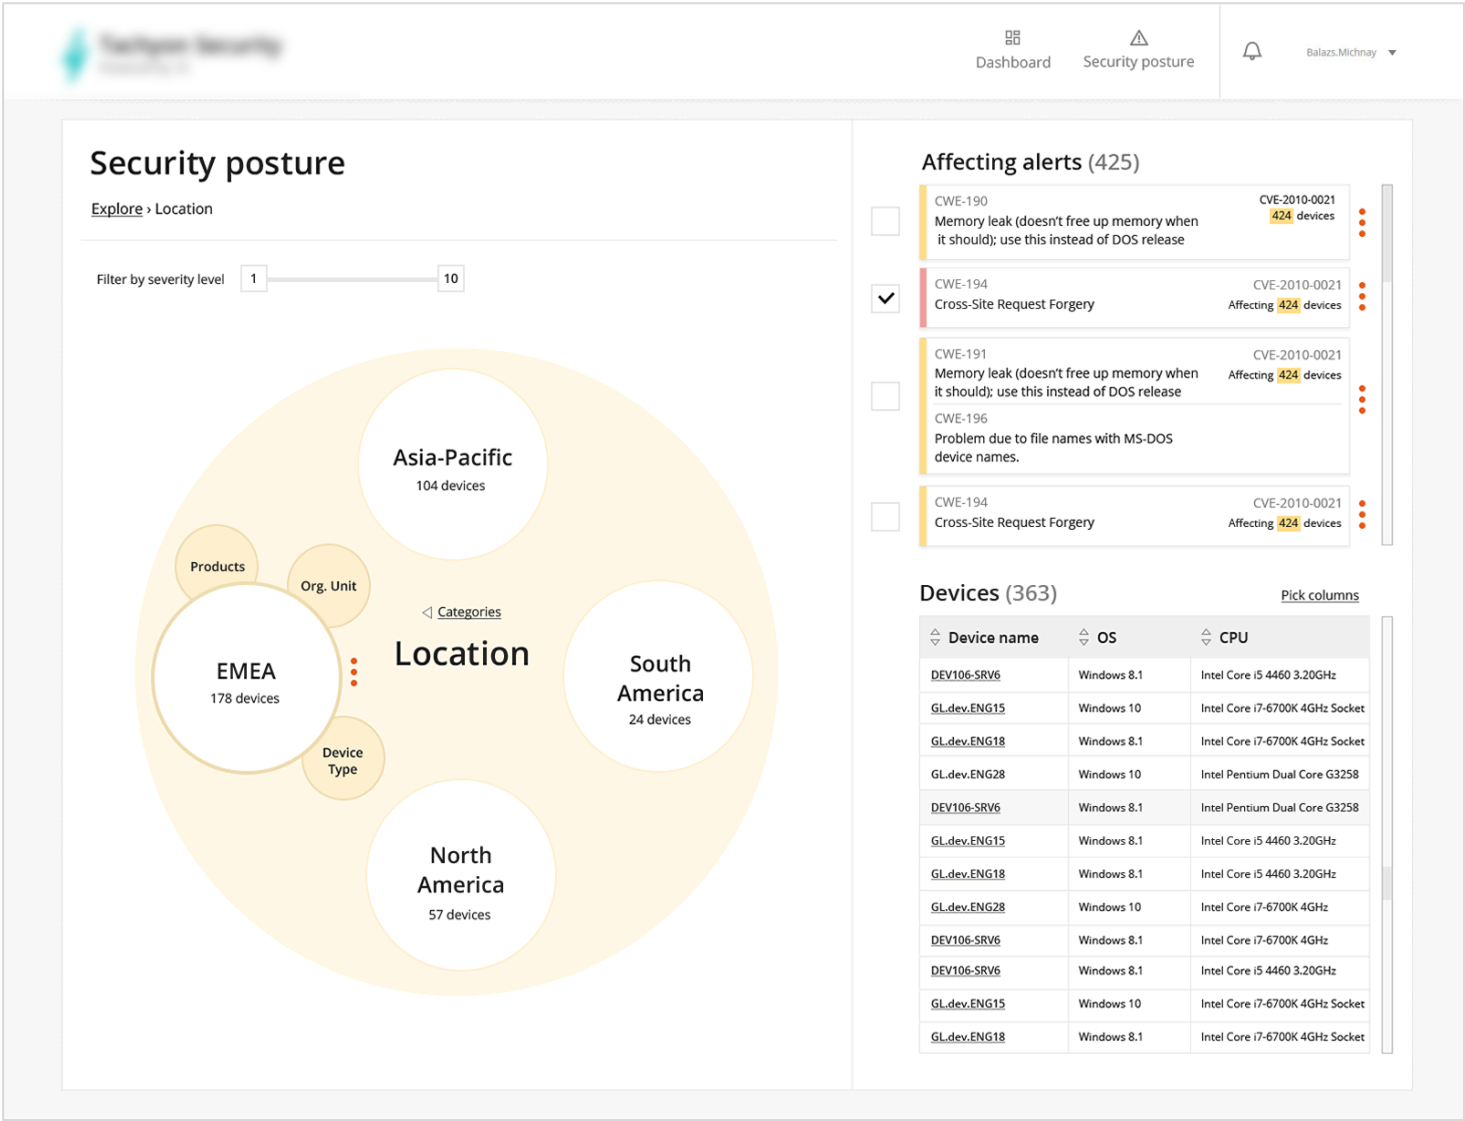 Tachyon Security
Dashboard
Security posture
Balazs.Michnay
Security posture
Explore › Location
Filter by severity level 1 10
Asia-Pacific
104 devices
Products
Org. Unit
EMEA
178 devices
Device
Type
Categories
Location
South
America
24 devices
North
America
57 devices
Affecting alerts (425)
CWE-190 CVE-2010-0021
424 devices
Memory leak (doesn’t free up memory when
it should); use this instead of DOS release
CWE-194 CVE-2010-0021
Cross-Site Request Forgery Affecting 424 devices
CWE-191 CVE-2010-0021
Memory leak (doesn’t free up memory when Affecting 424 devices
it should); use this instead of DOS release
CWE-196
Problem due to file names with MS-DOS
device names.
CWE-194 CVE-2010-0021
Cross-Site Request Forgery Affecting 424 devices
Devices (363) Pick columns
Device name OS CPU
DEV106-SRV6 Windows 8.1 Intel Core i5 4460 3.20GHz
GL.dev.ENG15 Windows 10 Intel Core i7-6700K 4GHz Socket
GL.dev.ENG18 Windows 8.1 Intel Core i7-6700K 4GHz Socket
GL.dev.ENG28 Windows 10 Intel Pentium Dual Core G3258
DEV106-SRV6 Windows 8.1 Intel Pentium Dual Core G3258
GL.dev.ENG15 Windows 8.1 Intel Core i5 4460 3.20GHz
GL.dev.ENG18 Windows 8.1 Intel Core i5 4460 3.20GHz
GL.dev.ENG28 Windows 10 Intel Core i7-6700K 4GHz
DEV106-SRV6 Windows 8.1 Intel Core i7-6700K 4GHz
DEV106-SRV6 Windows 8.1 Intel Core i5 4460 3.20GHz
GL.dev.ENG15 Windows 10 Intel Core i7-6700K 4GHz Socket
GL.dev.ENG18 Windows 8.1 Intel Core i7-6700K 4GHz Socket